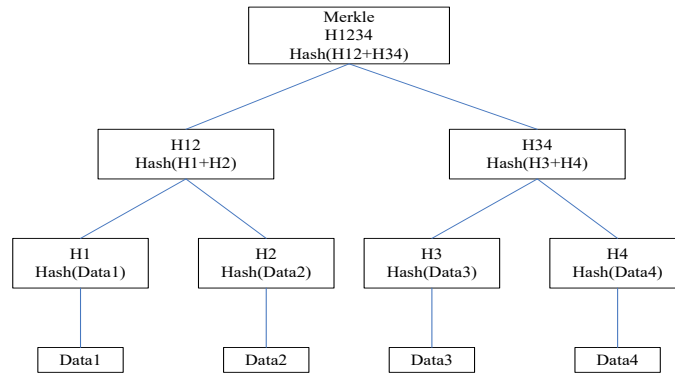 Merkle
H1234
Hash(H12+H34)
H12
Hash(H1+H2)
H34
Hash(H3+H4)
H1
Hash(Data1)
H2
Hash(Data2)
H3
Hash(Data3)
H4
Hash(Data4)
Data1
Data2
Data3
Data4